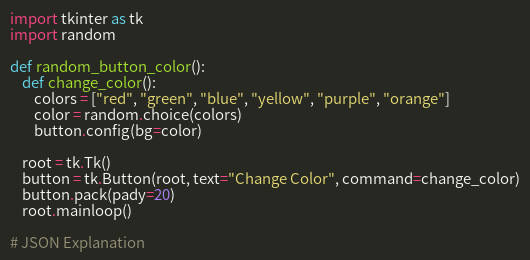 import tkinter as tk
import random

def random_button_color():
    def change_color():
        colors = ["red", "green", "blue", "yellow", "purple", "orange"]
        color = random.choice(colors)
        button.config(bg=color)

    root = tk.Tk()
    button = tk.Button(root, text="Change Color", command=change_color)
    button.pack(pady=20)
    root.mainloop()

# JSON Explanation